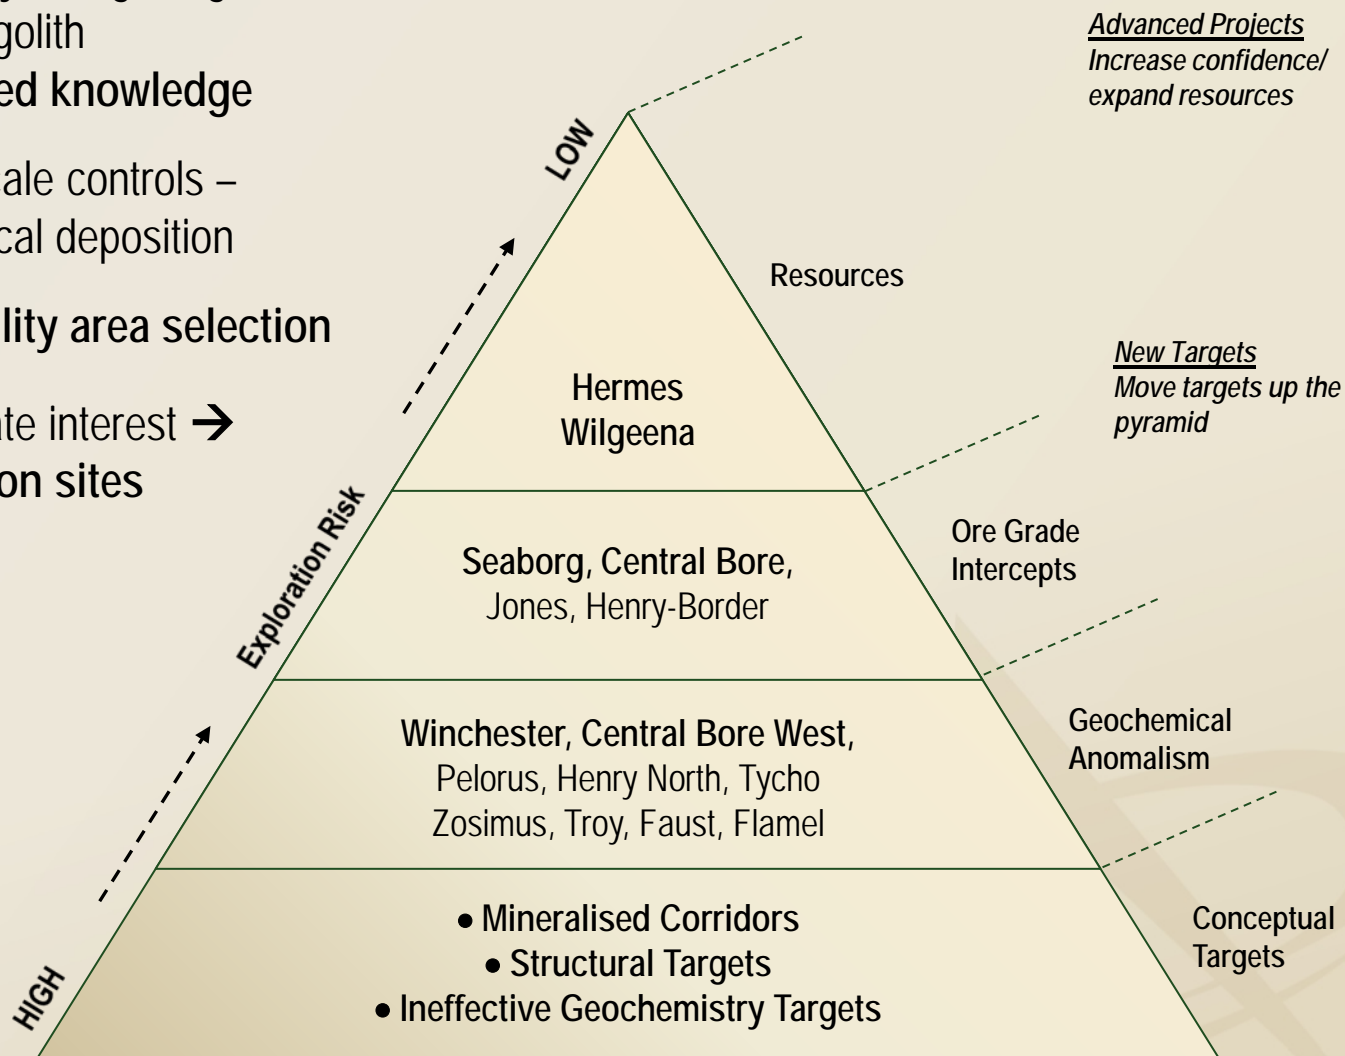 golith
ed knowledge
ale controls –
cal deposition
lity area selection
te interest →
on sites
LOW
Exploration Risk
HIGH
Hermes
Wilgeena
Seaborg, Central Bore,
Jones, Henry-Border
Winchester, Central Bore West,
Pelorus, Henry North, Tycho
Zosimus, Troy, Faust, Flamel
• Mineralised Corridors
• Structural Targets
• Ineffective Geochemistry Targets
Resources
Ore Grade
Intercepts
Geochemical
Anomalism
Conceptual
Targets
Advanced Projects
Increase confidence/
expand resources
New Targets
Move targets up the
pyramid